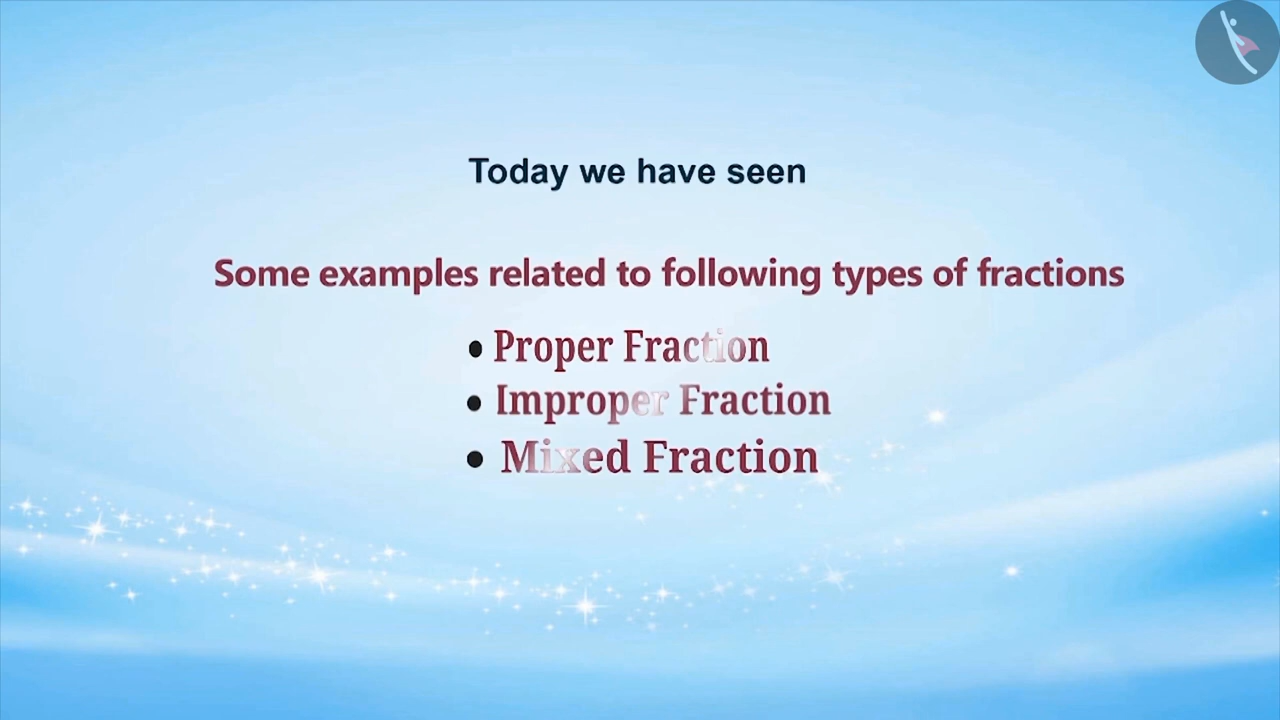 Today we have seen
Some examples related to following types of fractions
• Proper Fraction
• Improper Fraction
• Mixed Fraction